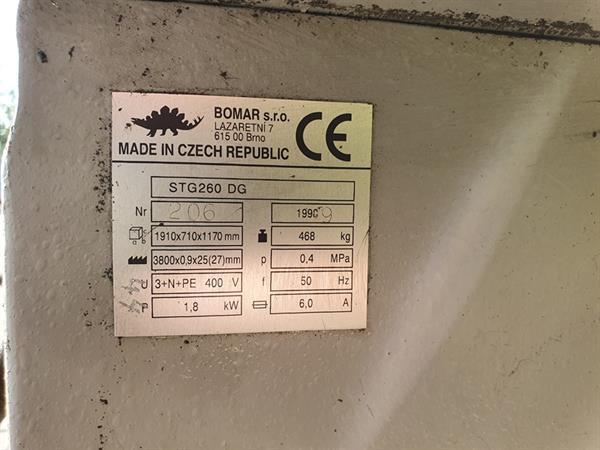 BOMAR s.r.o.
LAZARETNÍ 7
615 00 Brno
MADE IN CZECH REPUBLIC
CE
STG260 DG
Nr 206 1999
1910x710x1170 mm 468 kg
3800x0,9x25(27)mm p 0,4 MPa
U 3+N+PE 400 V f 50 Hz
P 1,8 kW 6,0 A